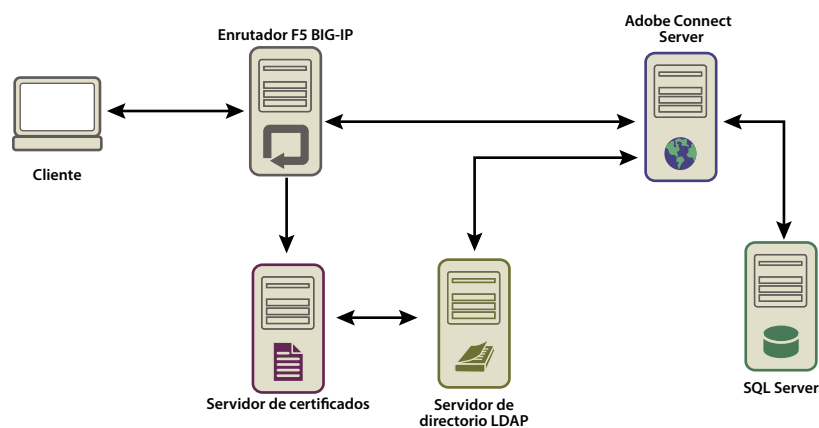 Adobe Connect
Server
Enrutador F5 BIG-IP
Cliente
Servidor de certificados
Servidor de
directorio LDAP
SQL Server